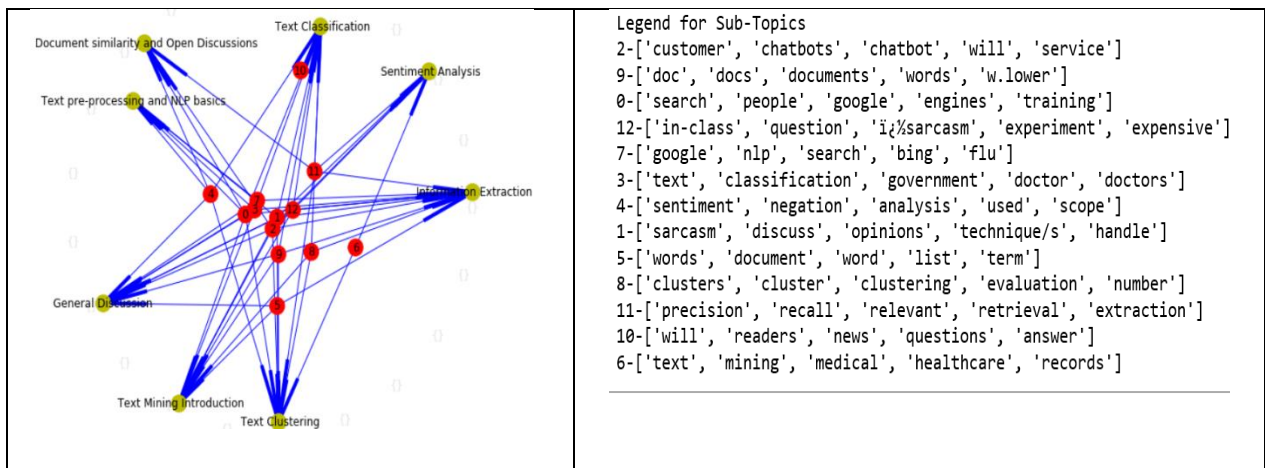 Text Classification
Document similarity and Open Discussions
Sentiment Analysis
10
Text pre-processing and NLP basics
11
Information Extraction
4
7
3
12
0
1
2
9
8
6
General Discussion
5
Text Mining Introduction
Text Clustering
{}
{}
{}
{}
{}
{}
{}
{}
{}
{}
{}
{}
{}
Legend for Sub-Topics
2-['customer', 'chatbots', 'chatbot', 'will', 'service']
9-['doc', 'docs', 'documents', 'words', 'w.lower']
0-['search', 'people', 'google', 'engines', 'training']
12-['in-class', 'question', 'ï¿½sarcasm', 'experiment', 'expensive']
7-['google', 'nlp', 'search', 'bing', 'flu']
3-['text', 'classification', 'government', 'doctor', 'doctors']
4-['sentiment', 'negation', 'analysis', 'used', 'scope']
1-['sarcasm', 'discuss', 'opinions', 'technique/s', 'handle']
5-['words', 'document', 'word', 'list', 'term']
8-['clusters', 'cluster', 'clustering', 'evaluation', 'number']
11-['precision', 'recall', 'relevant', 'retrieval', 'extraction']
10-['will', 'readers', 'news', 'questions', 'answer']
6-['text', 'mining', 'medical', 'healthcare', 'records']